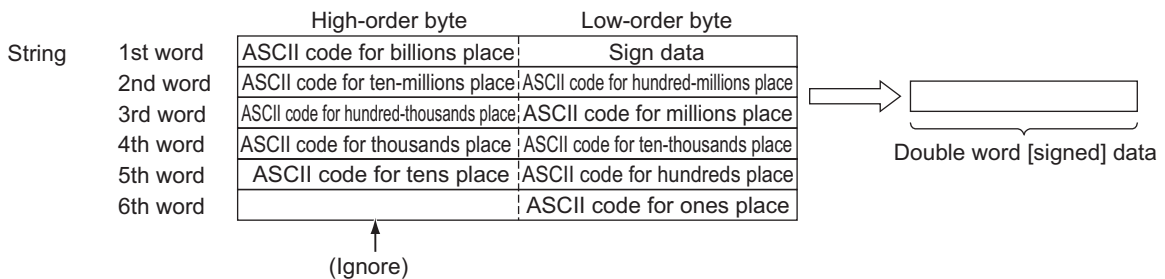 High-order byte Low-order byte
String 1st word ASCII code for billions place Sign data
2nd word ASCII code for ten-millions place ASCII code for hundred-millions place
3rd word ASCII code for hundred-thousands place ASCII code for millions place
4th word ASCII code for thousands place ASCII code for ten-thousands place
5th word ASCII code for tens place ASCII code for hundreds place
6th word ASCII code for ones place
Double word [signed] data
(Ignore)